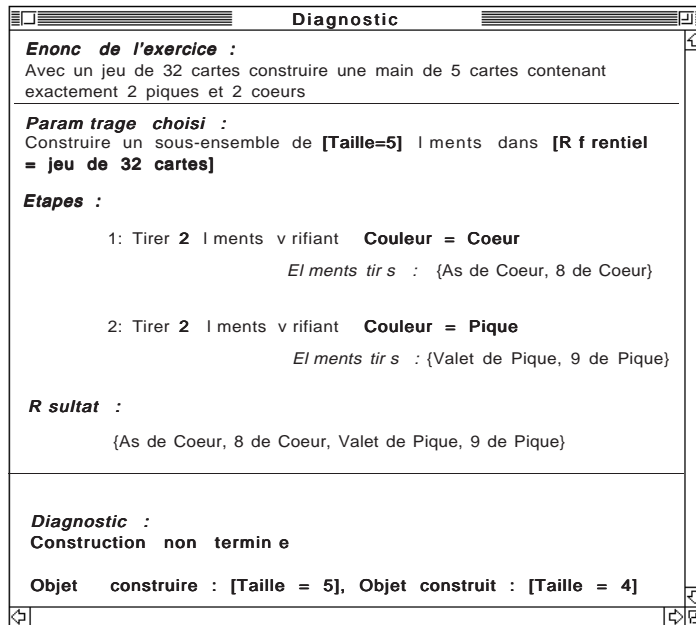 Diagnostic
Enonc de l'exercice :
Avec un jeu de 32 cartes construire une main de 5 cartes contenant
exactement 2 piques et 2 coeurs
Param trage choisi :
Construire un sous-ensemble de [Taille=5] l ments dans [R f rentiel
= jeu de 32 cartes]
Etapes :
1: Tirer 2 l ments v rifiant Couleur = Coeur
El ments tir s : {As de Coeur, 8 de Coeur}
2: Tirer 2 l ments v rifiant Couleur = Pique
El ments tir s : {Valet de Pique, 9 de Pique}
R sultat :
{As de Coeur, 8 de Coeur, Valet de Pique, 9 de Pique}
Diagnostic :
Construction non termin e
Objet construire : [Taille = 5], Objet construit : [Taille = 4]